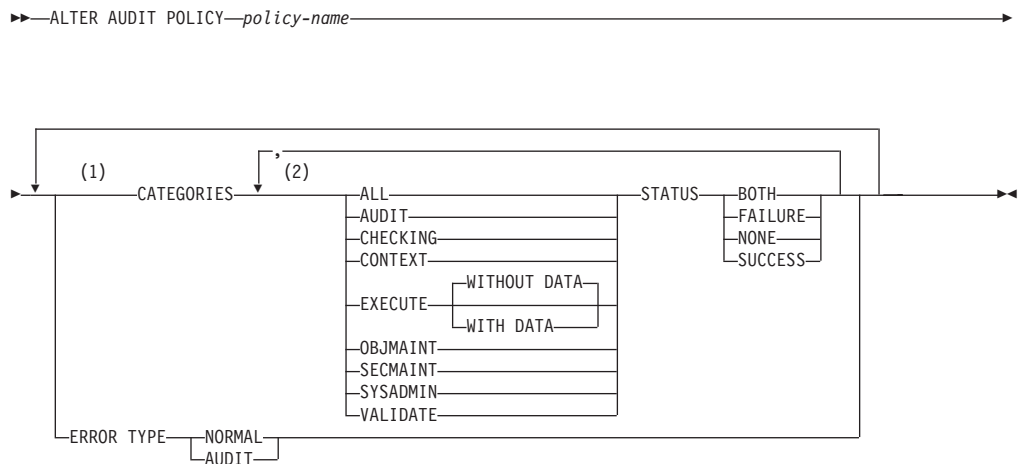 ALTER AUDIT POLICY policy-name
,
(1) (2)
CATEGORIES ALL STATUS BOTH
AUDIT FAILURE
CHECKING NONE
CONTEXT SUCCESS
WITHOUT DATA
EXECUTE
WITH DATA
OBJMAINT
SECMAINT
SYSADMIN
VALIDATE
ERROR TYPE NORMAL
AUDIT